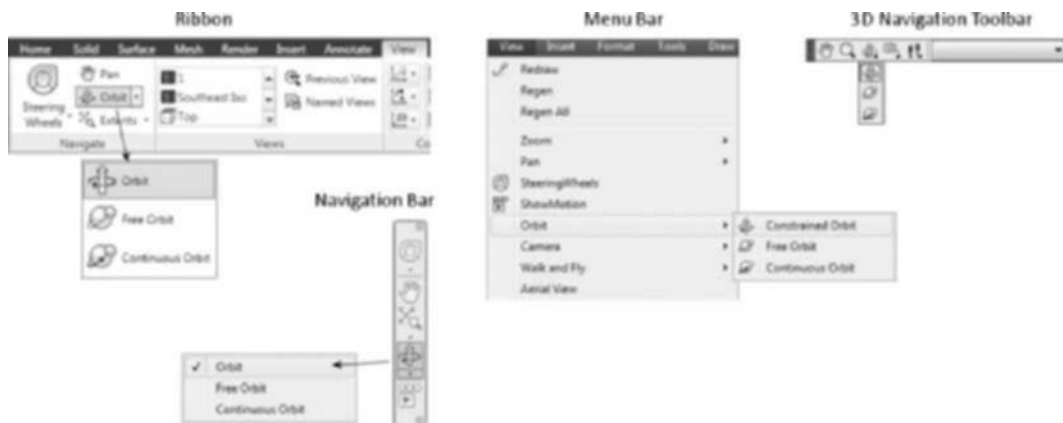 Ribbon
Home Solid Surface Mesh Render Insert Annotate View
Steering Wheels
Pan
Orbit
Extents
Navigate
1
Southeast Iso
Top
Previous View
Named Views
Views
Co
Orbit
Free Orbit
Continuous Orbit
Navigation Bar
Orbit
Free Orbit
Continuous Orbit
Menu Bar
View Insert Format Tools Draw
Redraw
Regen
Regen All
Zoom
Pan
SteeringWheels
ShowMotion
Orbit
Camera
Walk and Fly
Aerial View
Constrained Orbit
Free Orbit
Continuous Orbit
3D Navigation Toolbar